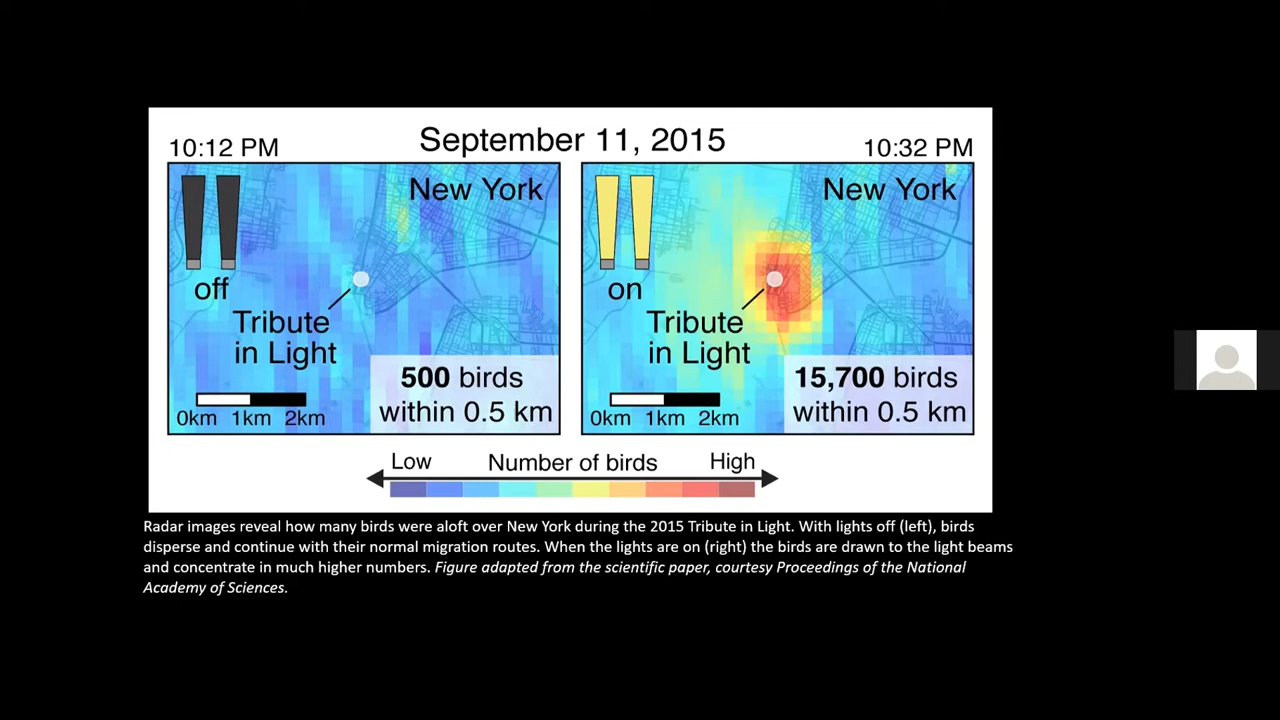 September 11, 2015
10:12 PM
10:32 PM
New York
off
Tribute
in Light
500 birds
within 0.5 km
0km 1km 2km
New York
on
Tribute
in Light
15,700 birds
within 0.5 km
0km 1km 2km
Low Number of birds High
Radar images reveal how many birds were aloft over New York during the 2015 Tribute in Light. With lights off (left), birds
disperse and continue with their normal migration routes. When the lights are on (right) the birds are drawn to the light beams
and concentrate in much higher numbers. Figure adapted from the scientific paper, courtesy Proceedings of the National
Academy of Sciences.